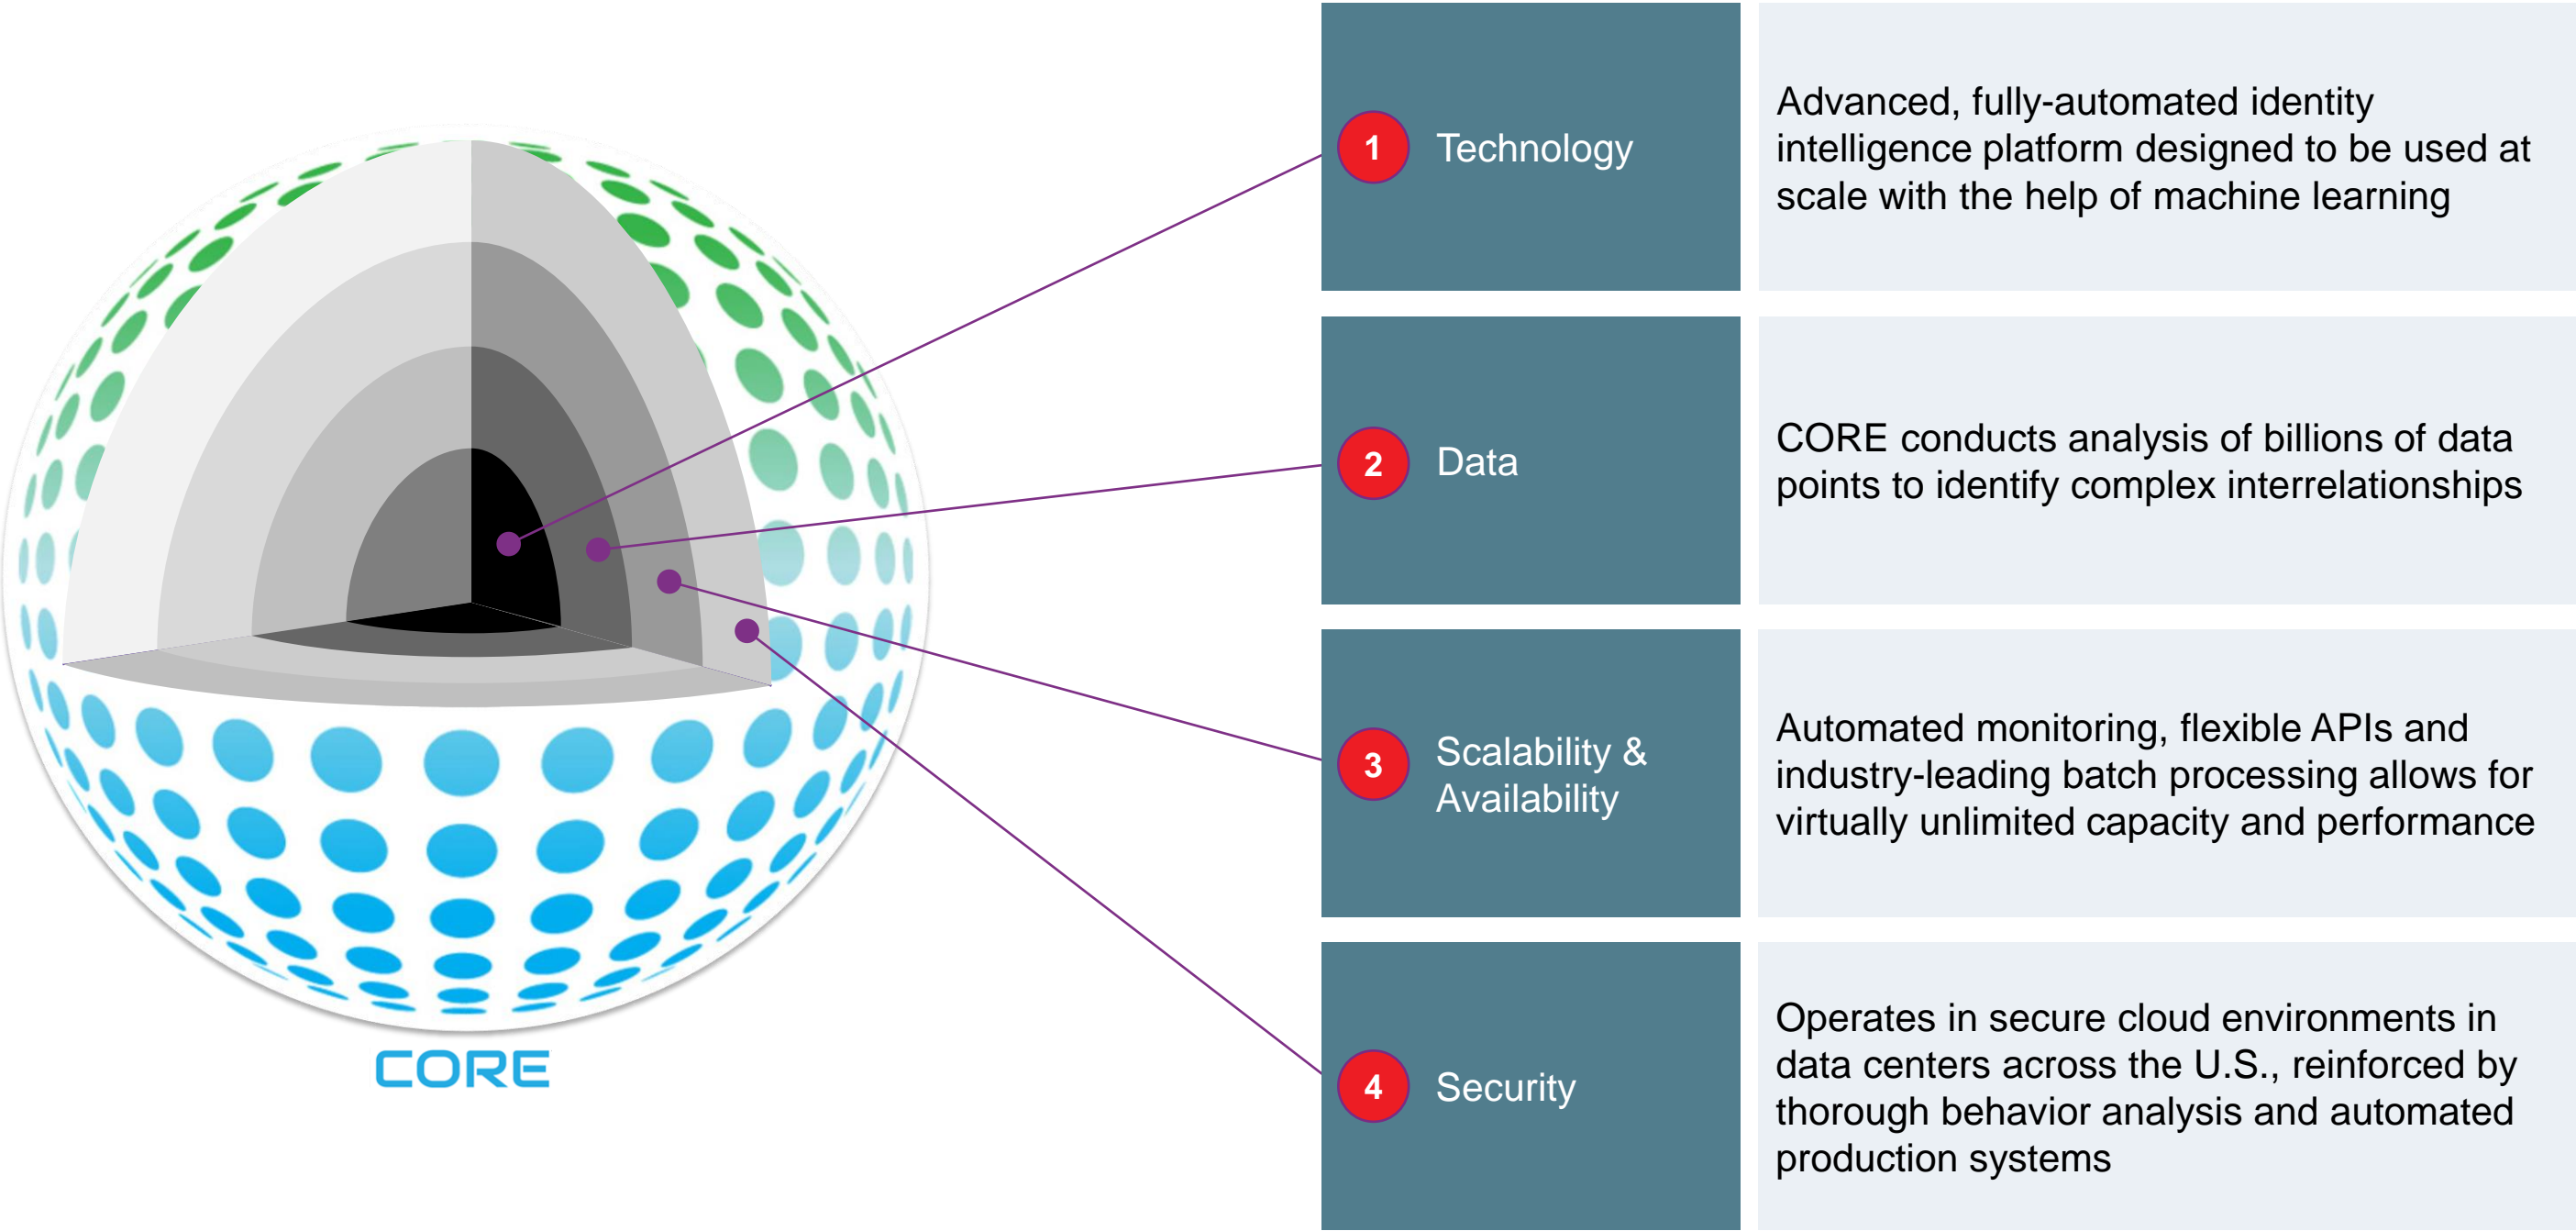 1
Technology
Advanced, fully-automated identity
intelligence platform designed to be used at
scale with the help of machine learning
2
Data
CORE conducts analysis of billions of data
points to identify complex interrelationships
3
Scalability &
Availability
Automated monitoring, flexible APIs and
industry-leading batch processing allows for
virtually unlimited capacity and performance
4
Security
Operates in secure cloud environments in
data centers across the U.S., reinforced by
thorough behavior analysis and automated
production systems
CORE